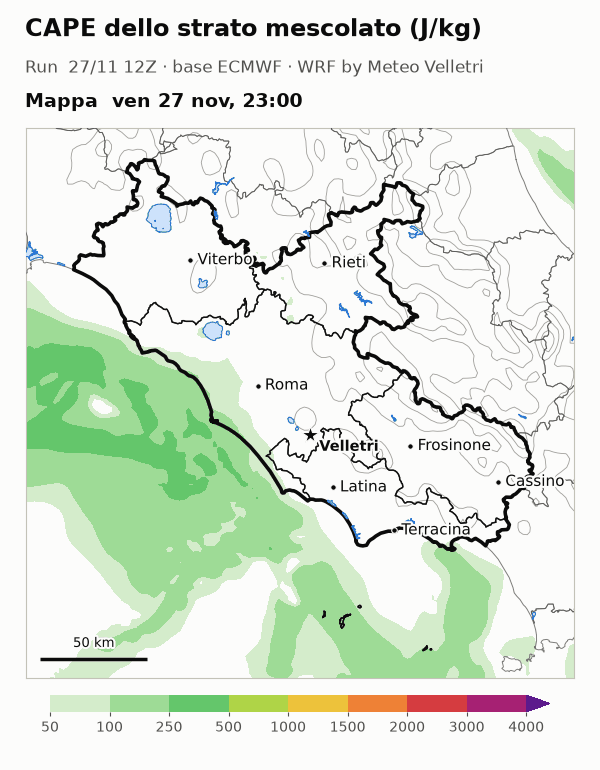 CAPE dello strato mescolato (J/kg)
Run  27/11 12Z · base ECMWF · WRF by Meteo Velletri
Mappa  ven 27 nov, 23:00
Viterbo
Rieti
Roma
Velletri
Frosinone
Cassino
Latina
Terracina
50 km
50 100 250 500 1000 1500 2000 3000 4000